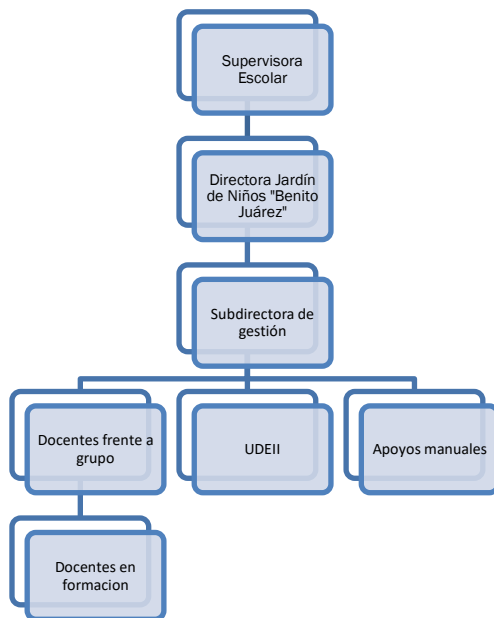 Supervisora
Escolar
Directora Jardín
de Niños "Benito
Juárez"
Subdirectora de
gestión
Docentes frente a
grupo
UDEII
Apoyos manuales
Docentes en
formacion